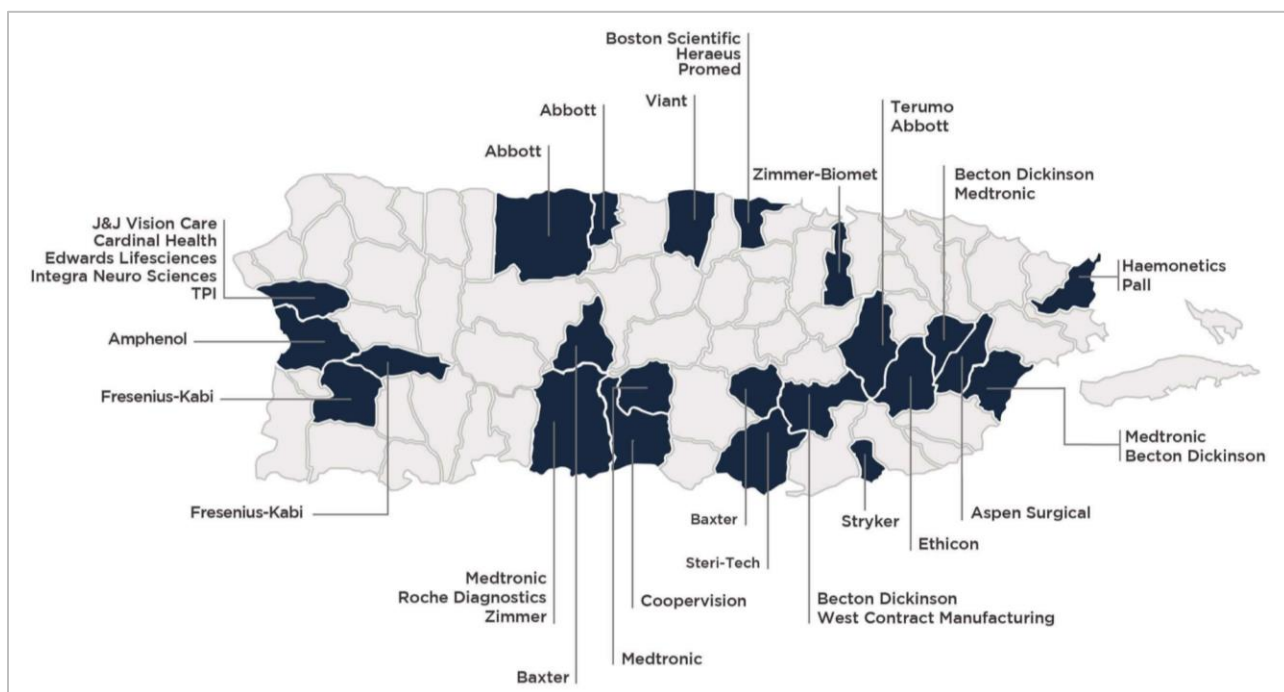 Boston Scientific
Heraeus
Promed
Abbott
Viant
Terumo
Abbott
Abbott
Zimmer-Biomet
Becton Dickinson
Medtronic
J&J Vision Care
Cardinal Health
Edwards Lifesciences
Integra Neuro Sciences
TPI
Haemonetics
Pall
Amphenol
Fresenius-Kabi
Medtronic
Becton Dickinson
Fresenius-Kabi
Baxter
Stryker
Aspen Surgical
Ethicon
Steri-Tech
Medtronic
Roche Diagnostics
Zimmer
Coopervision
Becton Dickinson
West Contract Manufacturing
Medtronic
Baxter